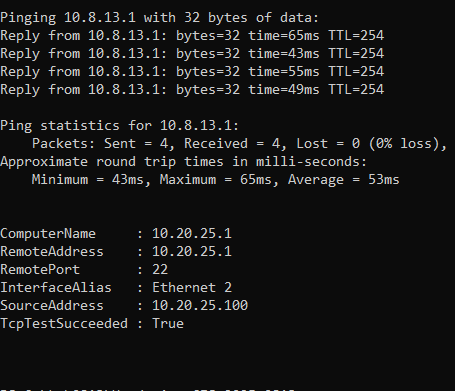 Pinging 10.8.13.1 with 32 bytes of data:
Reply from 10.8.13.1: bytes=32 time=65ms TTL=254
Reply from 10.8.13.1: bytes=32 time=43ms TTL=254
Reply from 10.8.13.1: bytes=32 time=55ms TTL=254
Reply from 10.8.13.1: bytes=32 time=49ms TTL=254
Ping statistics for 10.8.13.1:
    Packets: Sent = 4, Received = 4, Lost = 0 (0% loss),
Approximate round trip times in milli-seconds:
    Minimum = 43ms, Maximum = 65ms, Average = 53ms
ComputerName     : 10.20.25.1
RemoteAddress    : 10.20.25.1
RemotePort       : 22
InterfaceAlias   : Ethernet 2
SourceAddress    : 10.20.25.100
TcpTestSucceeded : True